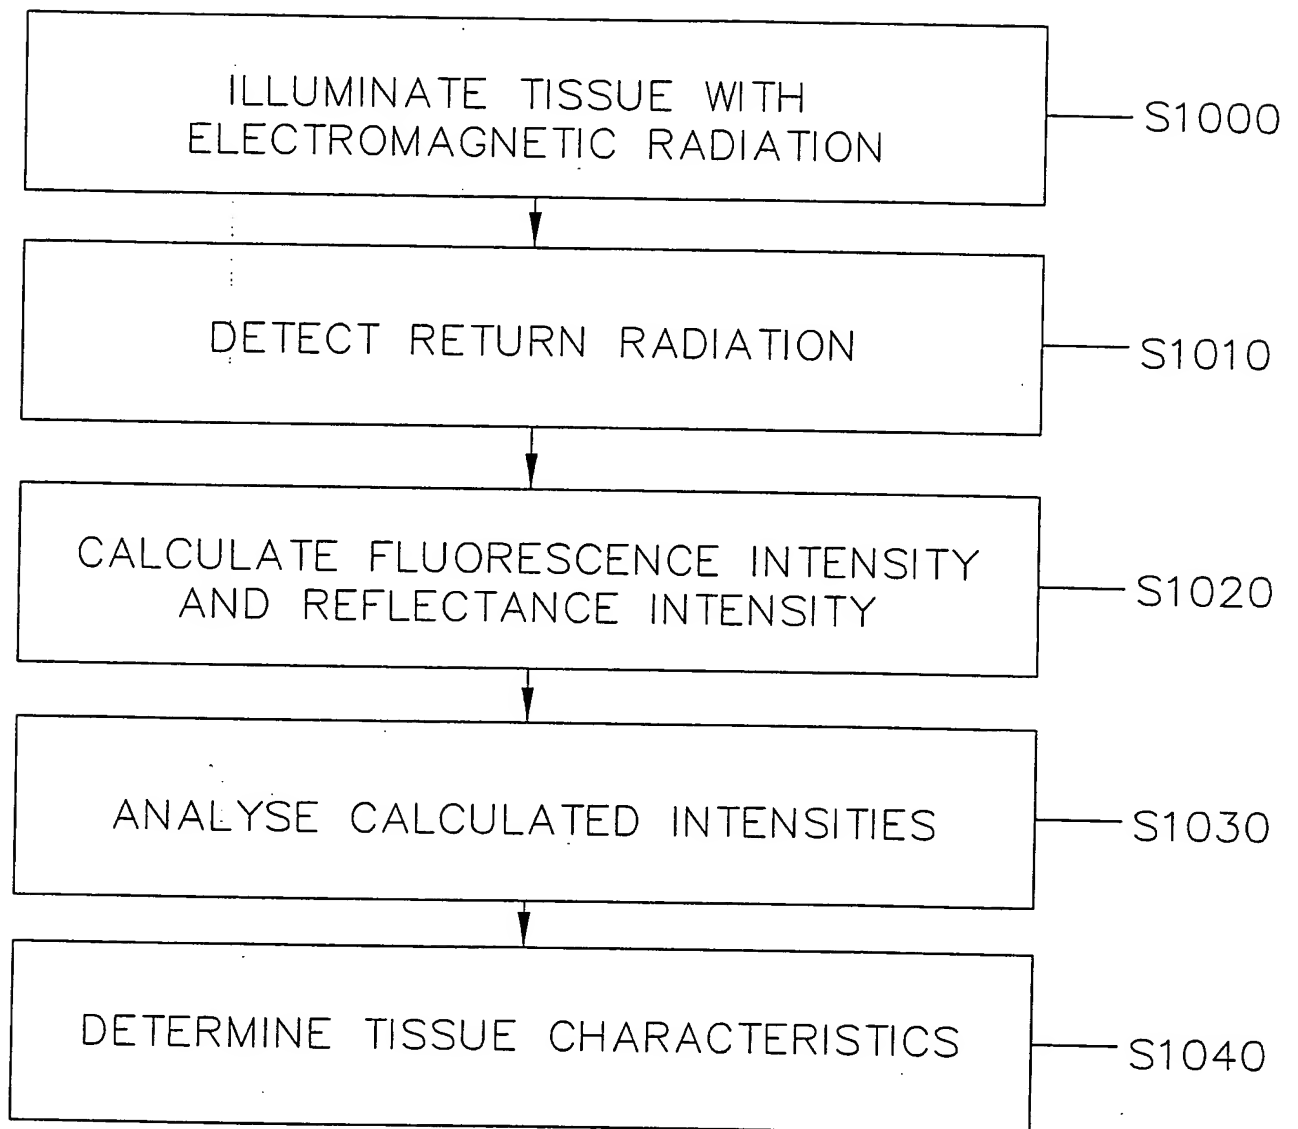 ILLUMINATE TISSUE WITH
ELECTROMAGNETIC RADIATION
S1000
DETECT RETURN RADIATION
S1010
CALCULATE FLUORESCENCE INTENSITY
AND REFLECTANCE INTENSITY
S1020
ANALYSE CALCULATED INTENSITIES
S1030
DETERMINE TISSUE CHARACTERISTICS
S1040